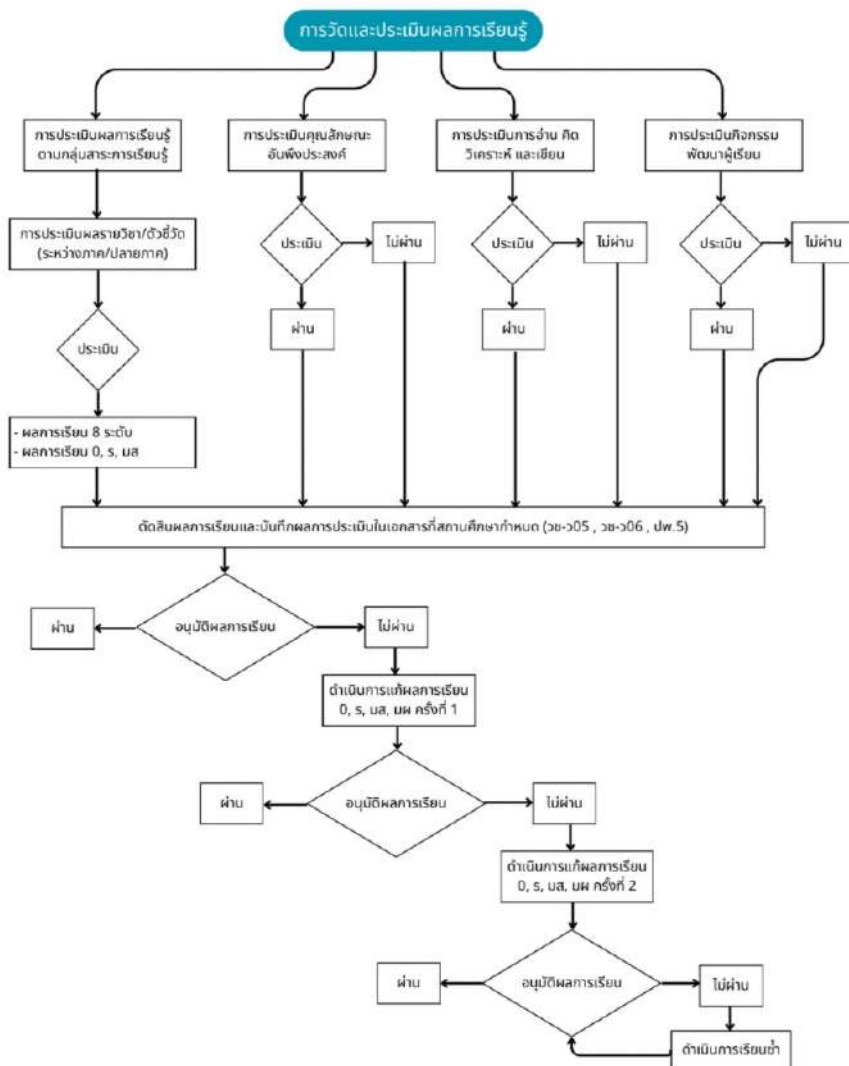 การวัดและประเมินผลการเรียนรู้
การประเมินผลการเรียนรู้
ตามกลุ่มสาระการเรียนรู้
การประเมินคุณลักษณะ
อันพึงประสงค์
การประเมินการอ่าน คิด
วิเคราะห์ และเขียน
การประเมินกิจกรรม
พัฒนาผู้เรียน
การประเมินผลรายวิชา/ตัวชี้วัด
(ระหว่างภาค/ปลายภาค)
ประเมิน
ไม่ผ่าน
ประเมิน
ไม่ผ่าน
ประเมิน
ไม่ผ่าน
ผ่าน
ผ่าน
ผ่าน
ประเมิน
- ผลการเรียน 8 ระดับ
- ผลการเรียน 0, ร, มส
ตัดสินผลการเรียนและบันทึกผลการประเมินในเอกสารที่สถานศึกษากำหนด (วช-ว05 , วช-ว06 , ปพ.5)
ผ่าน
อนุมัติผลการเรียน
ไม่ผ่าน
ดำเนินการแก้ผลการเรียน
0, ร, มส, มผ ครั้งที่ 1
ผ่าน
อนุมัติผลการเรียน
ไม่ผ่าน
ดำเนินการแก้ผลการเรียน
0, ร, มส, มผ ครั้งที่ 2
ผ่าน
อนุมัติผลการเรียน
ไม่ผ่าน
ดำเนินการเรียนซ้ำ